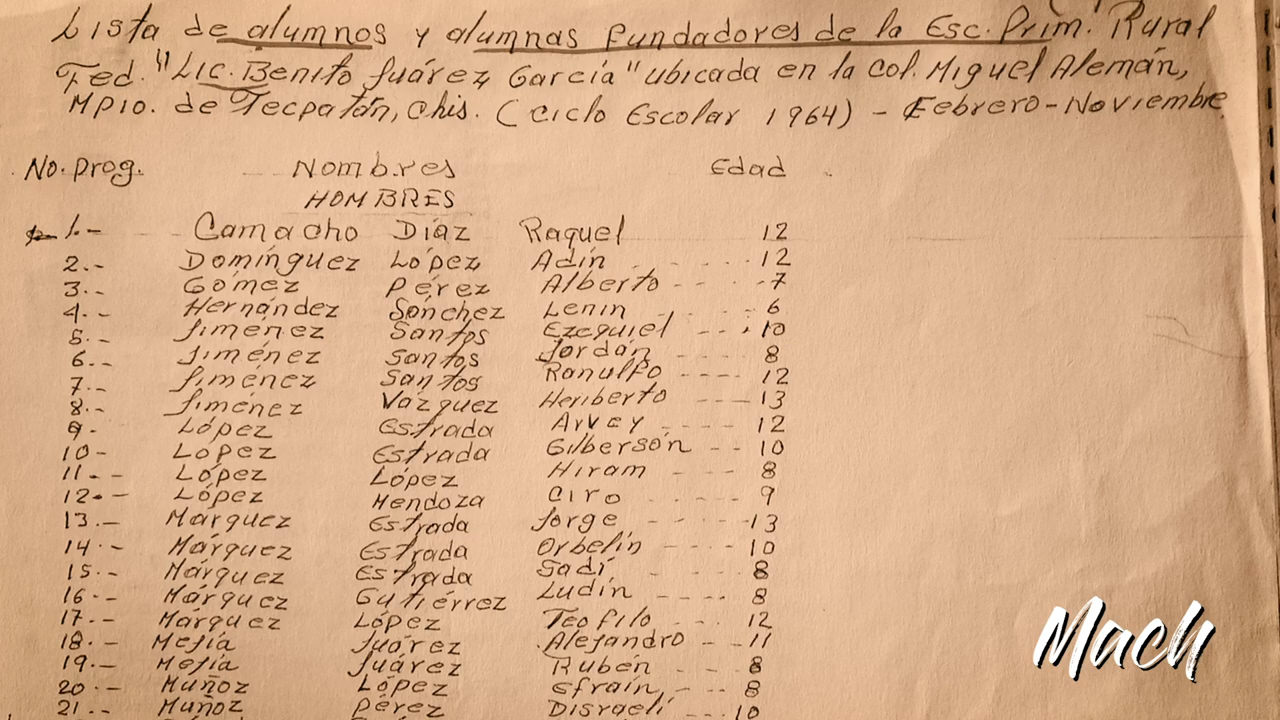 Lista de alumnos y alumnas fundadores de la Esc. Prim. Rural
Fed. "Lic. Benito Juárez García" ubicada en la col. Miguel Alemán,
Mpio. de Tecpatán, Chis. (Ciclo Escolar 1964) - Febrero-Noviembre.
No. Prog. Nombres Edad
HOMBRES
1.- Camacho Díaz Raquel 12
2.- Domínguez López Adín 12
3.- Gómez Pérez Alberto 7
4.- Hernández Sánchez Lenin 6
5.- Jiménez Santos Ezequiel 10
6.- Jiménez Santos Jordán 8
7.- Jiménez Santos Ranulfo 12
8.- Jiménez Vázquez Heriberto 13
9.- López Estrada Arvey 12
10- López Estrada Gilbersón 10
11.- López López Hiram 8
12.- López Mendoza Ciro 9
13.- Márquez Estrada Jorge 13
14.- Márquez Estrada Orbelín 10
15.- Márquez Estrada Sadí 8
16.- Márquez Gutiérrez Ludín 8
17.- Márquez López Teofilo 12
18.- Mejía Juárez Alejandro 11
19.- Mejía Juárez Rubén 8
20.- Muñoz López Efraín 8
21.- Muñoz Pérez Disraelí 10
Mach